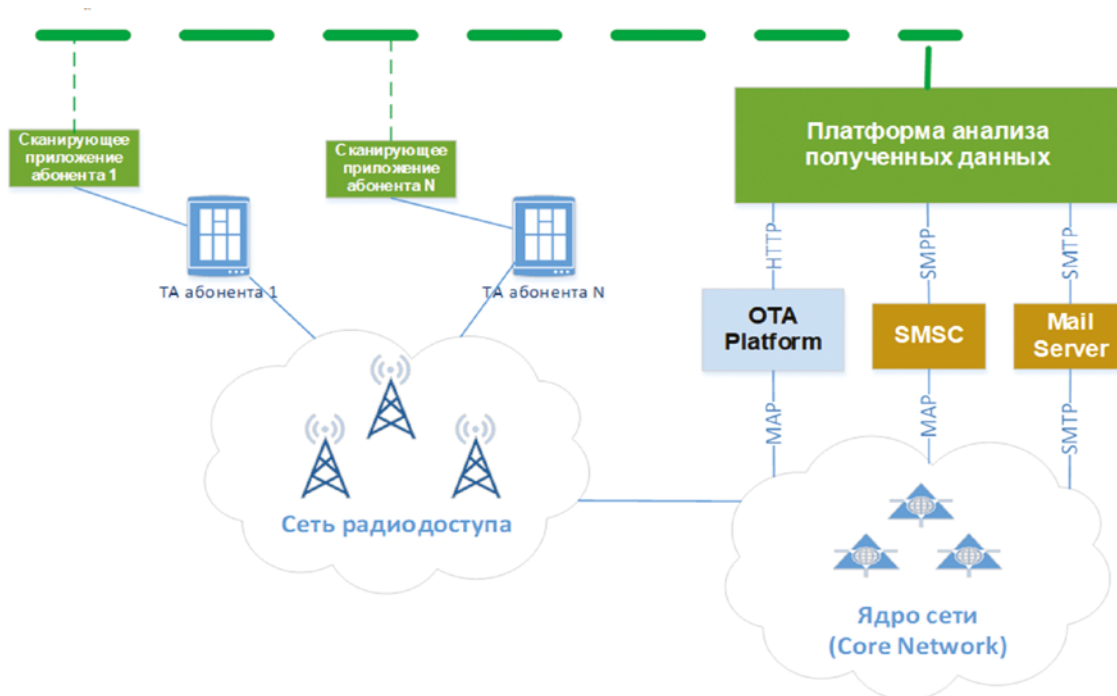 Сканирующее
приложение
абонента 1
Сканирующее
приложение
абонента N
Платформа анализа
полученных данных
ТА абонента 1
ТА абонента N
HTTP
SMPP
SMTP
OTA
Platform
SMSC
Mail
Server
MAP
MAP
SMTP
Сеть радиодоступа
Ядро сети
(Core Network)